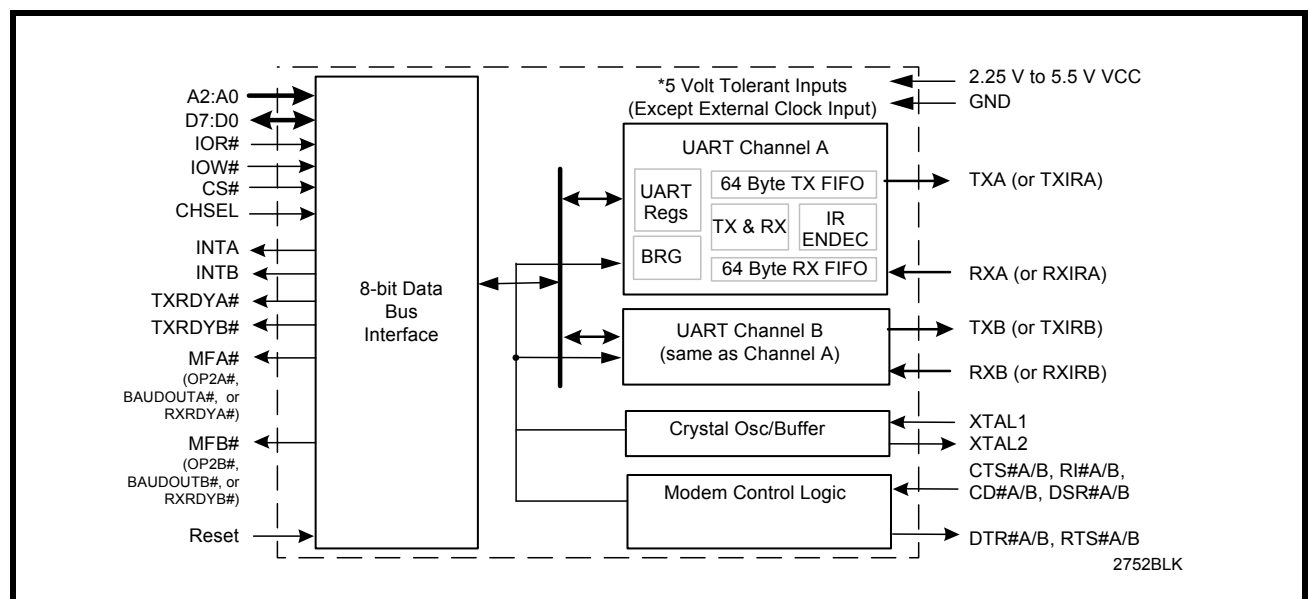 A2:A0
D7:D0
IOR#
IOW#
CS#
CHSEL
INTA
INTB
TXRDYA#
TXRDYB#
MFA#
(OP2A#,
BAUDOUTA#, or
RXRDYA#)
MFB#
(OP2B#,
BAUDOUTB#, or
RXRDYB#)
Reset
8-bit Data
Bus
Interface
*5 Volt Tolerant Inputs
(Except External Clock Input)
UART Channel A
UART
Regs
BRG
64 Byte TX FIFO
TX & RX
IR
ENDEC
64 Byte RX FIFO
UART Channel B
(same as Channel A)
Crystal Osc/Buffer
Modem Control Logic
2.25 V to 5.5 V VCC
GND
TXA (or TXIRA)
RXA (or RXIRA)
TXB (or TXIRB)
RXB (or RXIRB)
XTAL1
XTAL2
CTS#A/B, RI#A/B,
CD#A/B, DSR#A/B
DTR#A/B, RTS#A/B
2752BLK